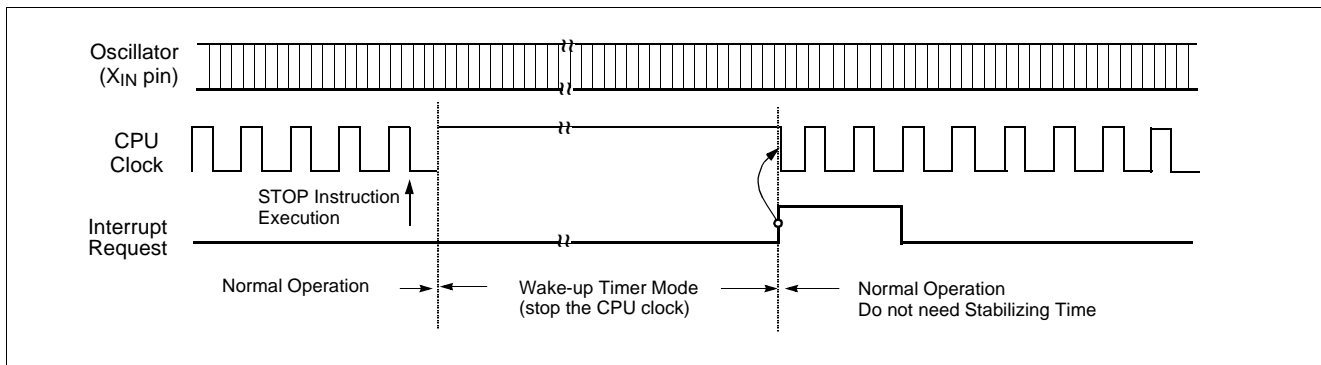 Oscillator
(XIN pin)
CPU
Clock
STOP Instruction
Execution
Interrupt
Request
Normal Operation
Wake-up Timer Mode
(stop the CPU clock)
Normal Operation
Do not need Stabilizing Time